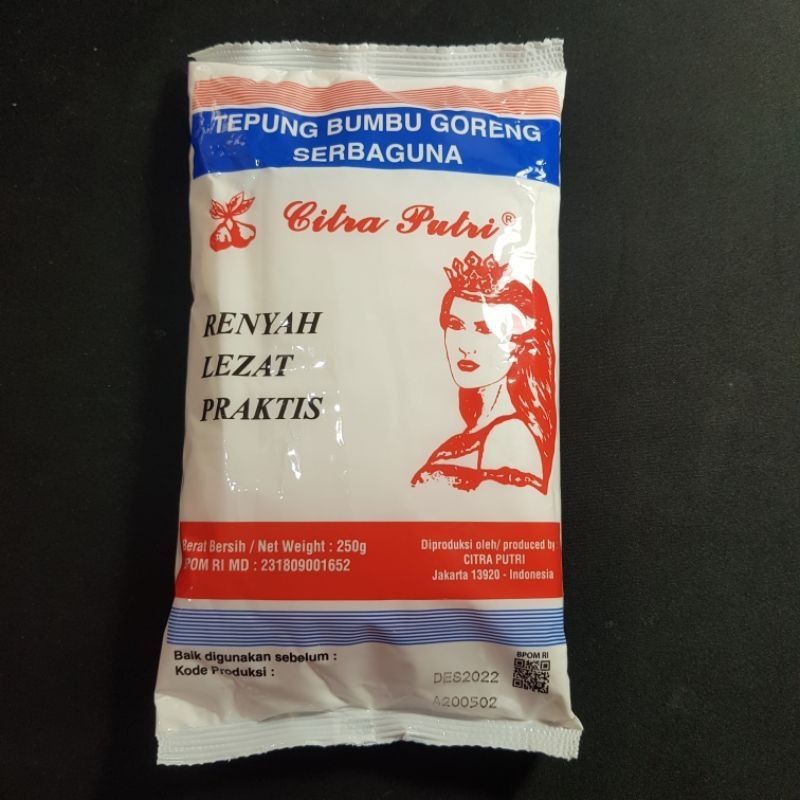 TEPUNG BUMBU GORENG
SERBAGUNA
Citra Putri®
RENYAH
LEZAT
PRAKTIS
Berat Bersih / Net Weight : 250g
POM RI MD : 231809001652
Diproduksi oleh/ produced by :
CITRA PUTRI
Jakarta 13920 - Indonesia
Baik digunakan sebelum :
Kode Produksi :
DES2022
A200502
BPOM RI